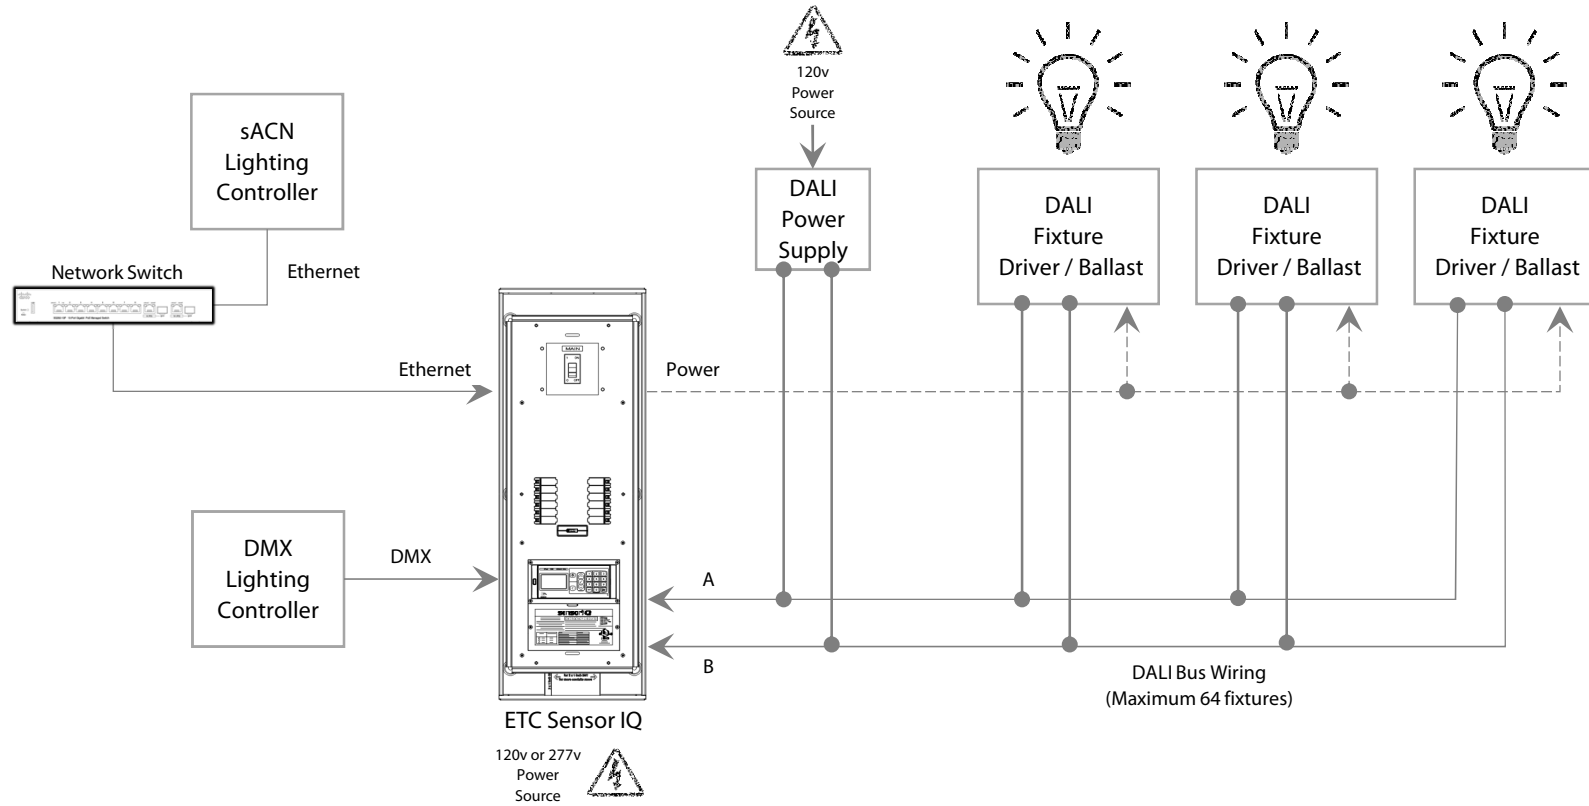 120v
Power
Source
sACN
Lighting
Controller
DALI
Power
Supply
DALI
Fixture
Driver / Ballast
DALI
Fixture
Driver / Ballast
DALI
Fixture
Driver / Ballast
Network Switch
Ethernet
Ethernet
Power
MAIN
DMX
Lighting
Controller
DMX
A
B
sensor IQ
DALI Bus Wiring
(Maximum 64 fixtures)
ETC Sensor IQ
120v or 277v
Power
Source